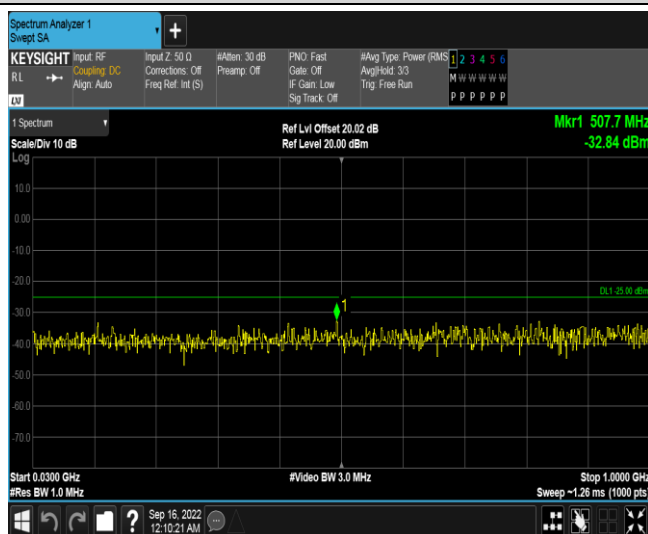 Spectrum Analyzer 1
Swept SA
+
KEYSIGHT Input: RF Input Z: 50 Ω #Atten: 30 dB PNO: Fast #Avg Type: Power (RMS 1 2 3 4 5 6
RL Coupling: DC Corrections: Off Preamp: Off Gate: Off Avg|Hold: 3/3 M W W W W W
Align: Auto Freq Ref: Int (S) IF Gain: Low Trig: Free Run
Sig Track: Off P P P P P P
LXI
1 Spectrum Ref Lvl Offset 20.02 dB Mkr1 507.7 MHz
Scale/Div 10 dB Ref Level 20.00 dBm -32.84 dBm
Log
10.0
0.00
-10.0
-20.0
DL1 -25.00 dBm
1
-30.0
-40.0
-50.0
-60.0
-70.0
Start 0.0300 GHz #Video BW 3.0 MHz Stop 1.0000 GHz
#Res BW 1.0 MHz Sweep ~1.26 ms (1000 pts)
? Sep 16, 2022
12:10:21 AM